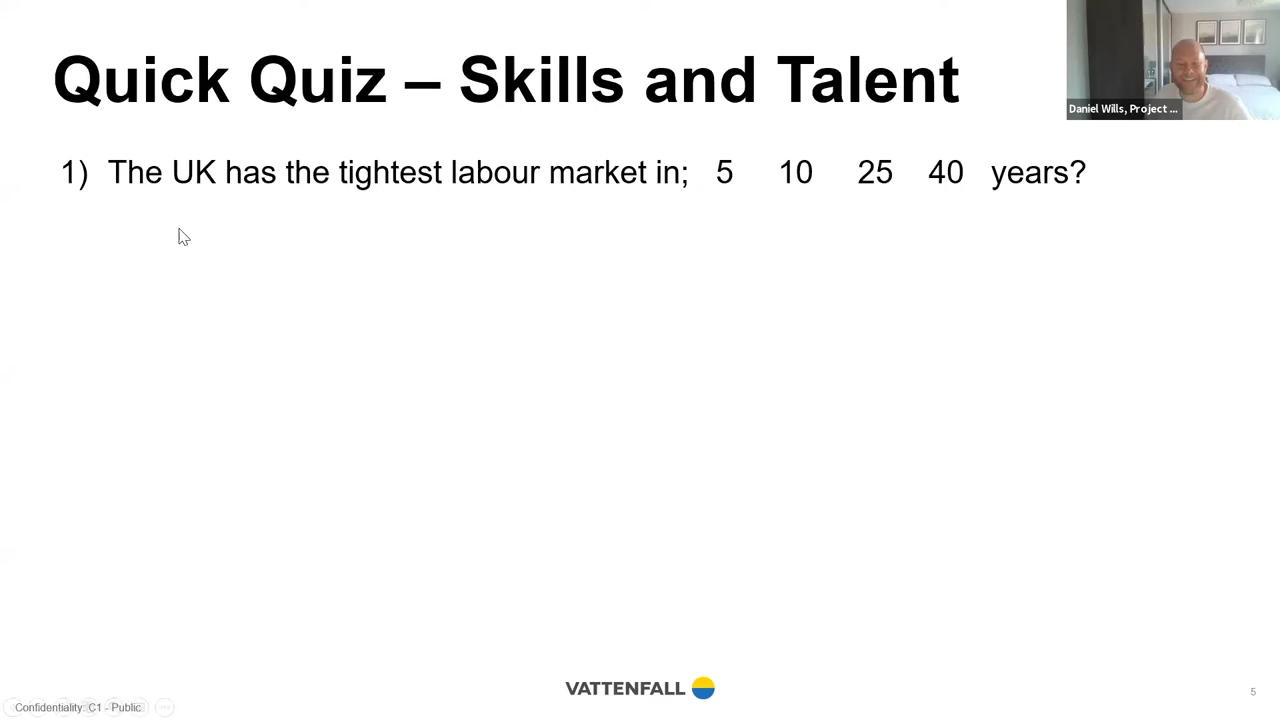 Quick Quiz – Skills and Talent
Daniel Wills, Project ...
1) The UK has the tightest labour market in; 5 10 25 40 years?
VATTENFALL
Confidentiality: C1 - Public
5